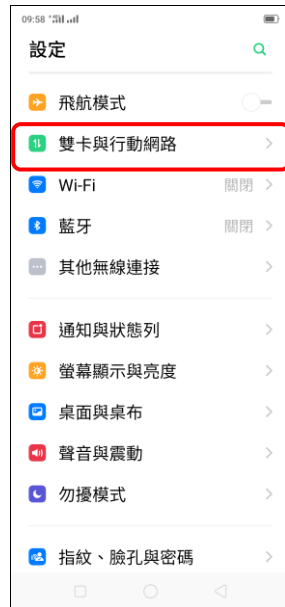 09:58
設定
飛航模式
雙卡與行動網路
Wi-Fi 關閉
藍牙 關閉
其他無線連接
通知與狀態列
螢幕顯示與亮度
桌面與桌布
聲音與震動
勿擾模式
指紋、臉孔與密碼